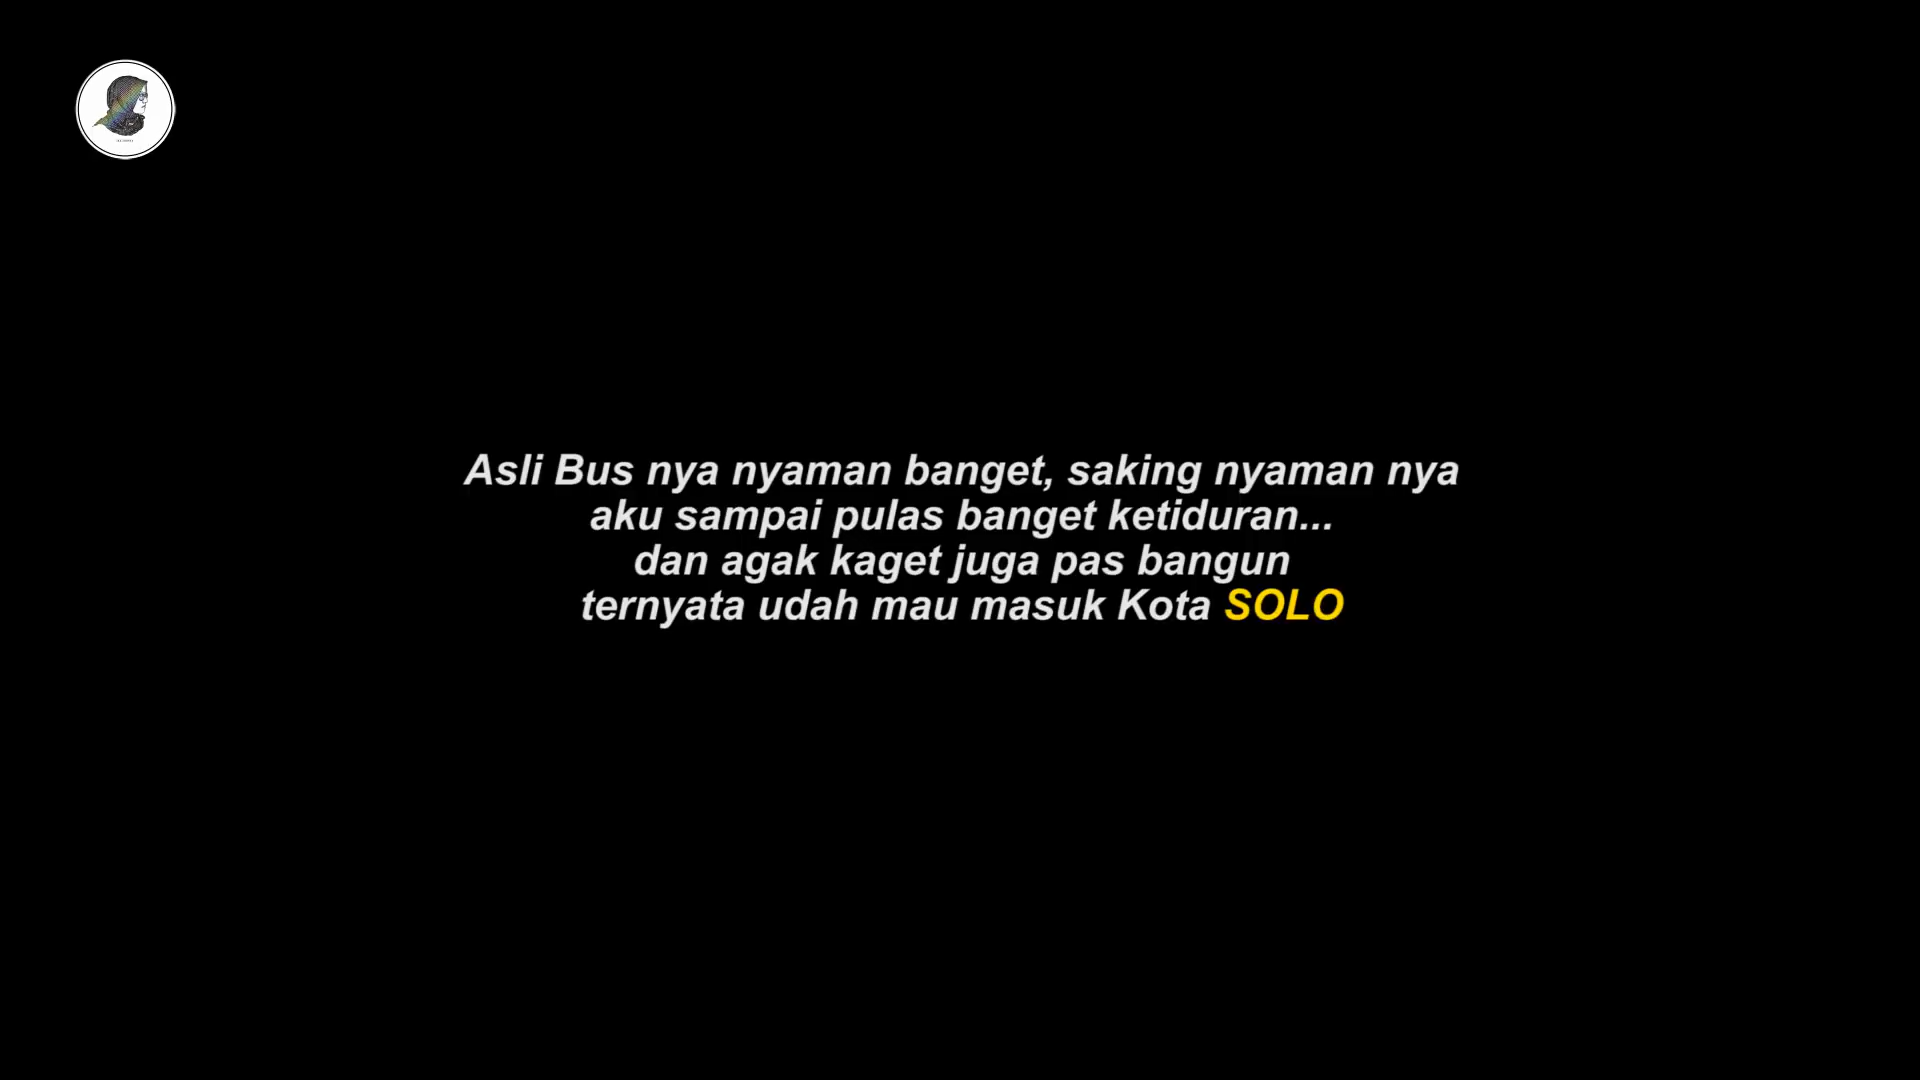 Asli Bus nya nyaman banget, saking nyaman nya
aku sampai pulas banget ketiduran...
dan agak kaget juga pas bangun
ternyata udah mau masuk Kota SOLO